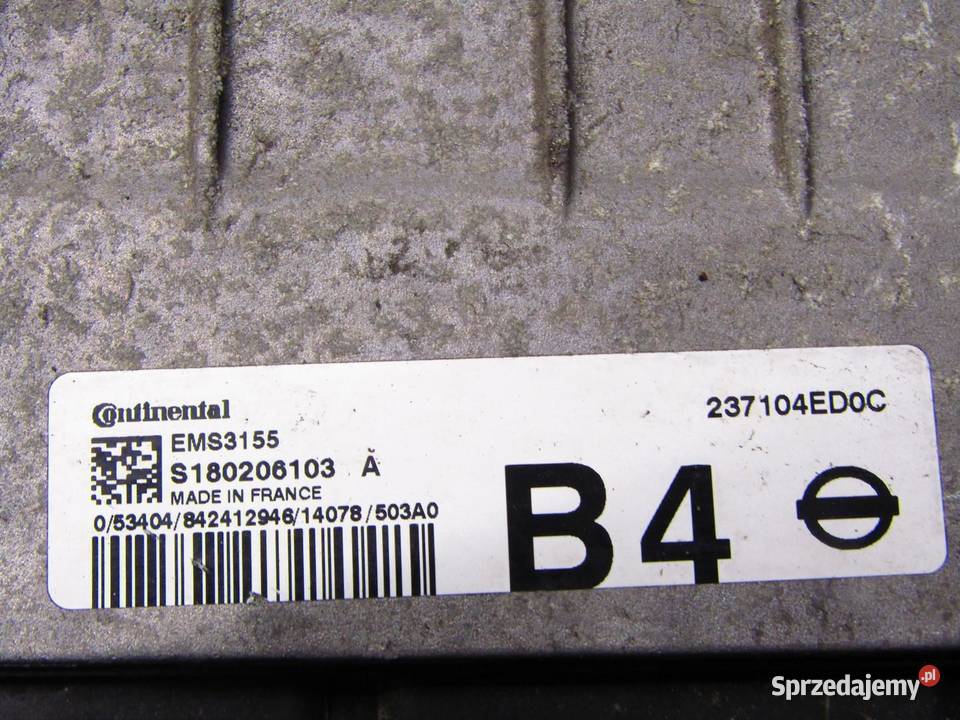 Continental
237104ED0C
EMS3155
S180206103 Ă
MADE IN FRANCE
0/53404/842412946/14078/503A0
B4
Sprzedajemy.pl